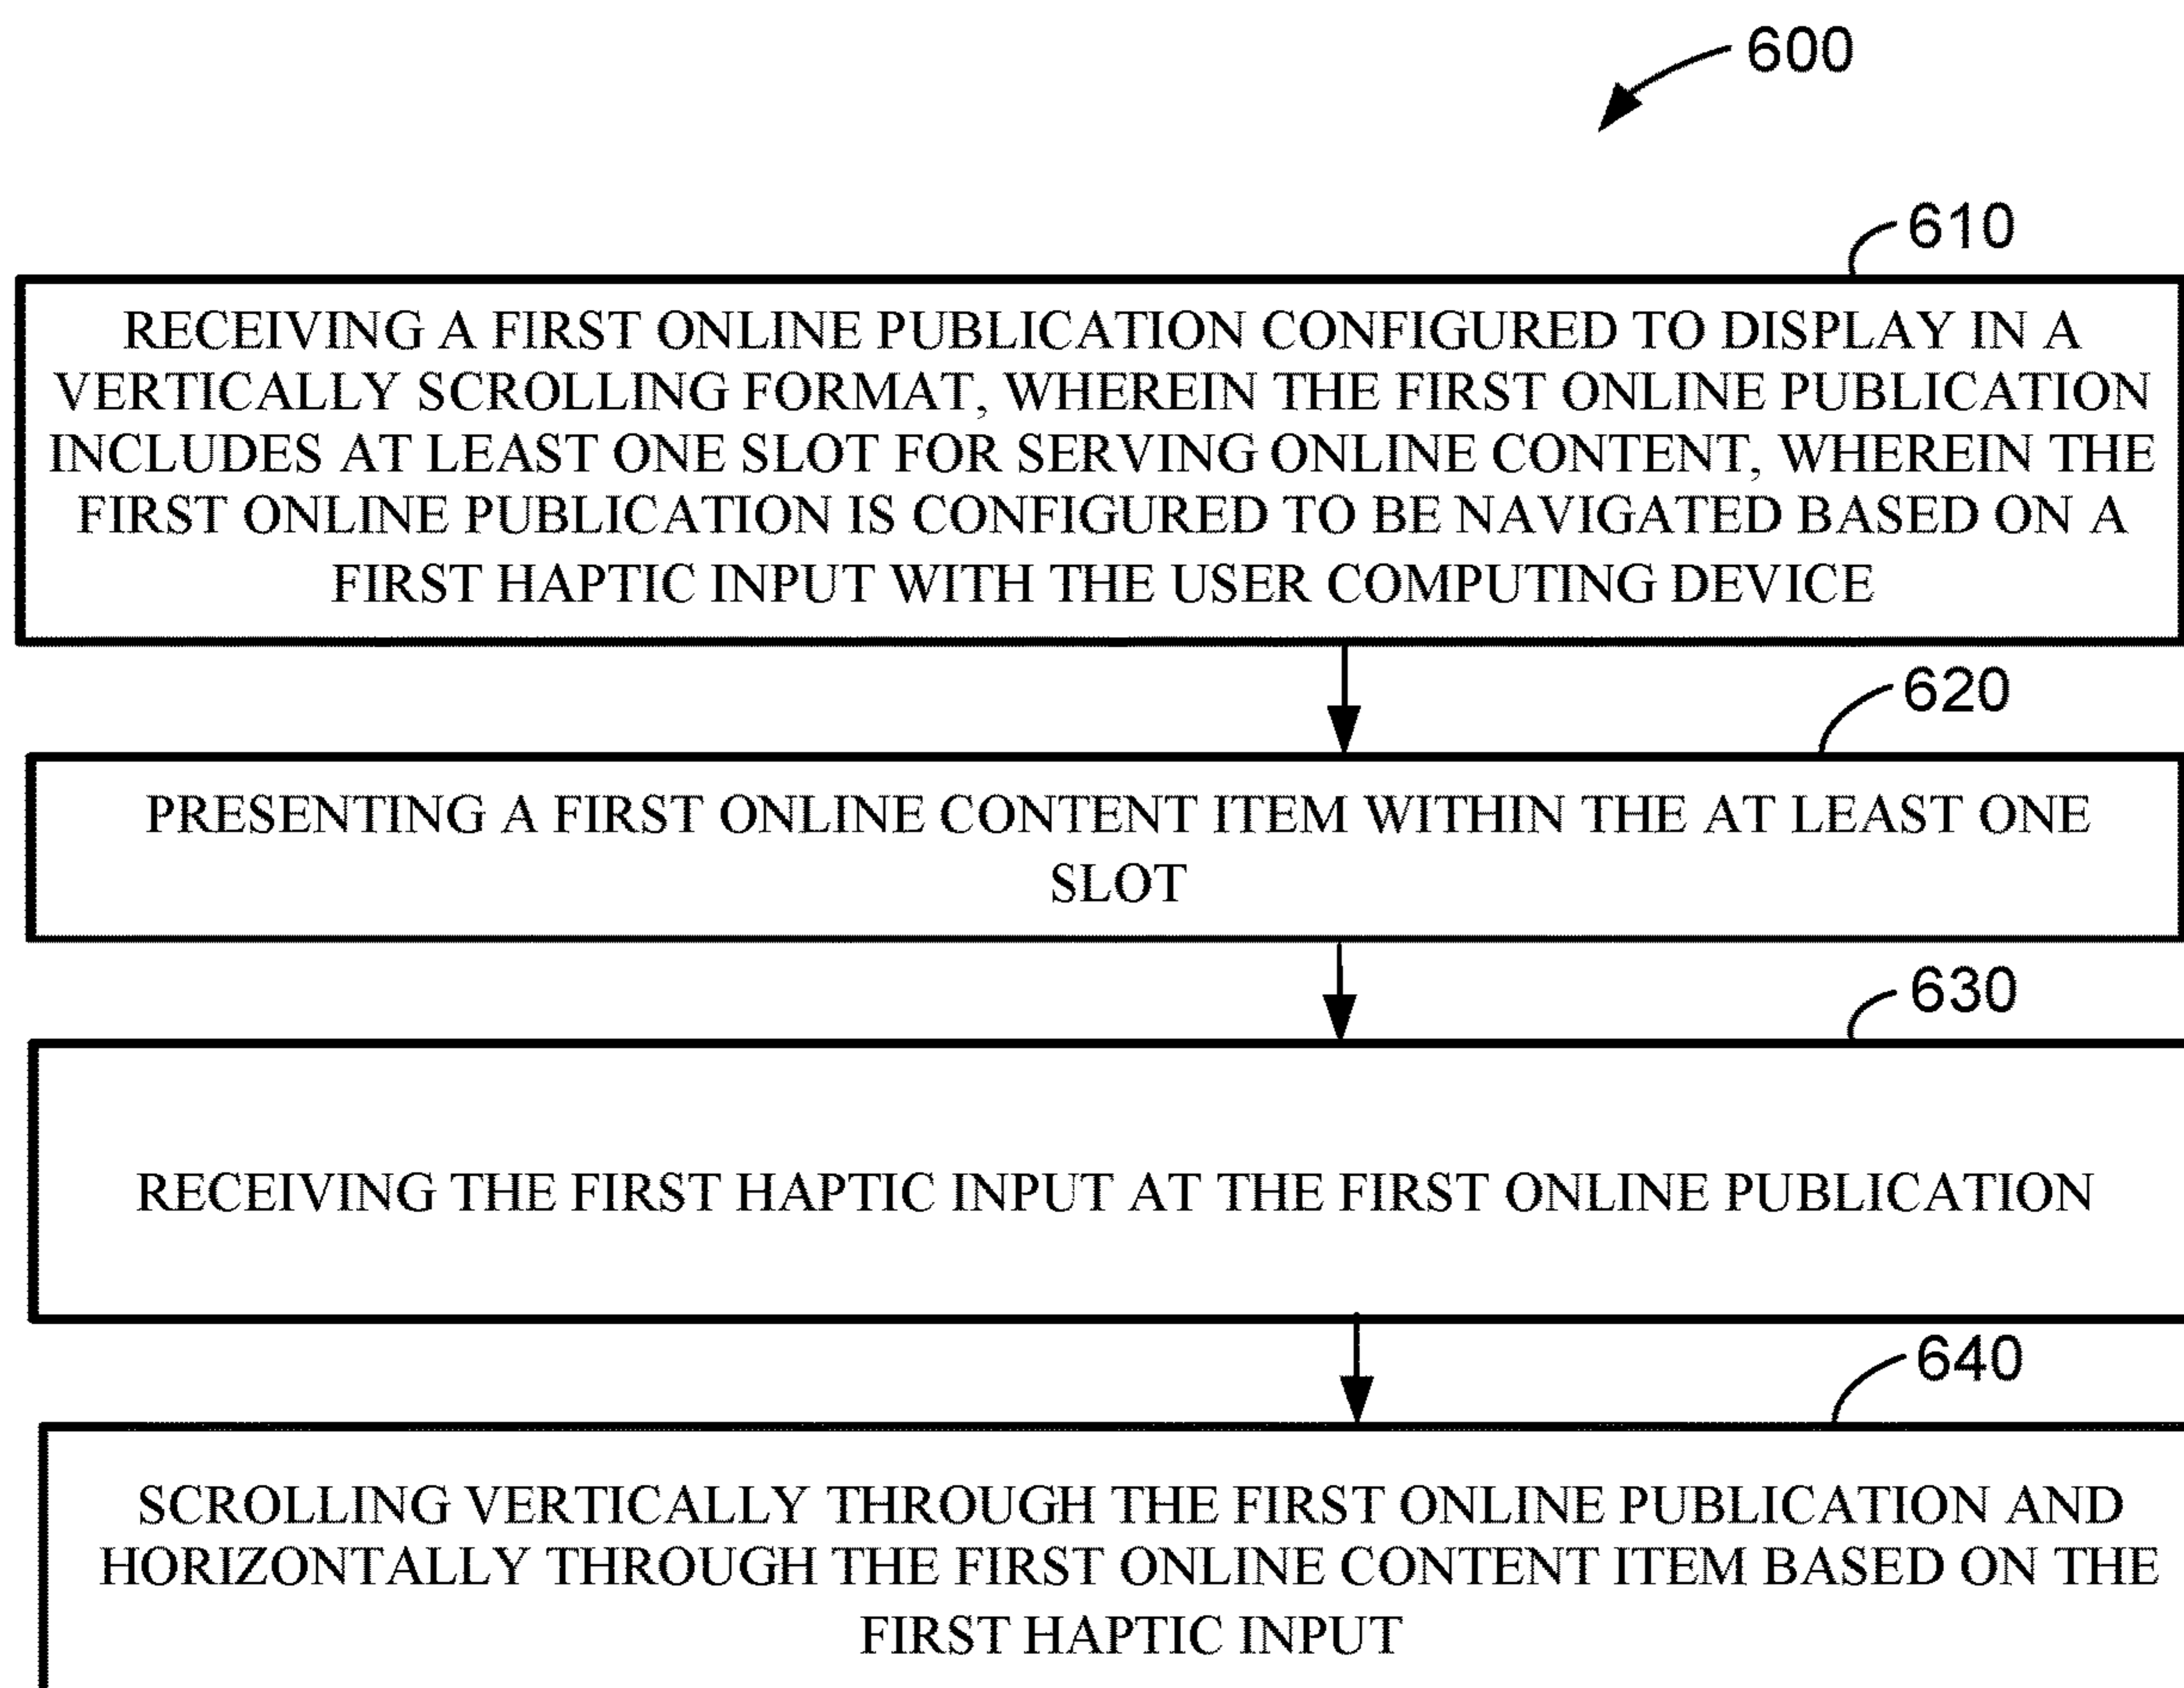 600
610
RECEIVING A FIRST ONLINE PUBLICATION CONFIGURED TO DISPLAY IN A
VERTICALLY SCROLLING FORMAT, WHEREIN THE FIRST ONLINE PUBLICATION
INCLUDES AT LEAST ONE SLOT FOR SERVING ONLINE CONTENT, WHEREIN THE
FIRST ONLINE PUBLICATION IS CONFIGURED TO BE NAVIGATED BASED ON A
FIRST HAPTIC INPUT WITH THE USER COMPUTING DEVICE
620
PRESENTING A FIRST ONLINE CONTENT ITEM WITHIN THE AT LEAST ONE
SLOT
630
RECEIVING THE FIRST HAPTIC INPUT AT THE FIRST ONLINE PUBLICATION
640
SCROLLING VERTICALLY THROUGH THE FIRST ONLINE PUBLICATION AND
HORIZONTALLY THROUGH THE FIRST ONLINE CONTENT ITEM BASED ON THE
FIRST HAPTIC INPUT